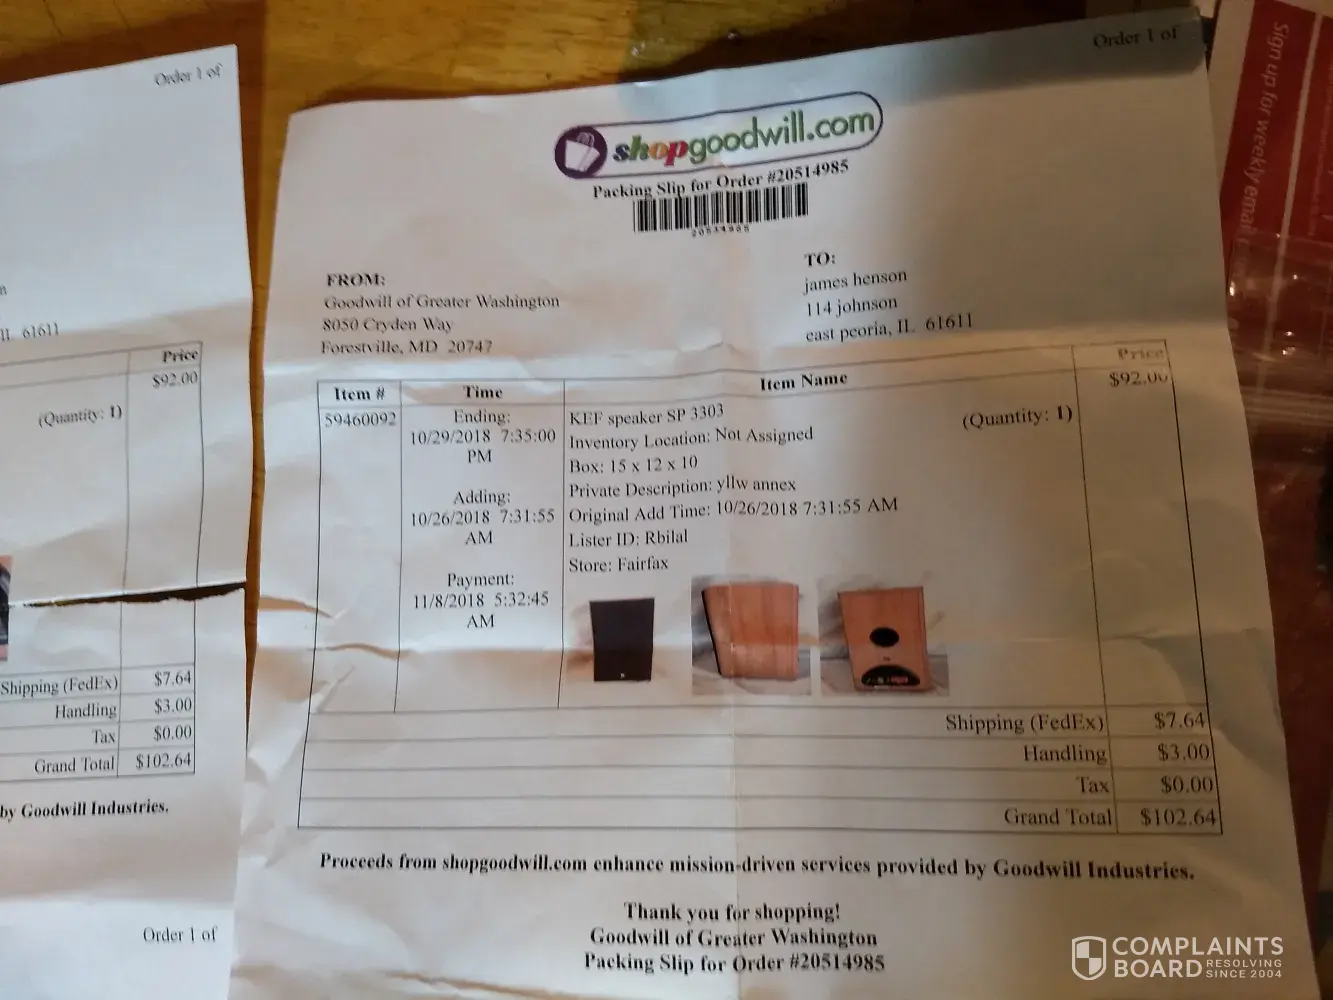 Order 1 of
IL 61611
Price
$92.00
(Quantity: 1)
Shipping (FedEx) $7.64
Handling $3.00
Tax $0.00
Grand Total $102.64
by Goodwill Industries.
Order 1 of
Order 1 of
shopgoodwill.com
Packing Slip for Order #20514985
20514985
FROM:
Goodwill of Greater Washington
8050 Cryden Way
Forestville, MD 20747
TO:
james henson
114 johnson
east peoria, IL 61611
Item # Time Item Name Price
59460092
Ending:
10/29/2018 7:35:00
PM
Adding:
10/26/2018 7:31:55
AM
Payment:
11/8/2018 5:32:45
AM
KEF speaker SP 3303 (Quantity: 1) $92.00
Inventory Location: Not Assigned
Box: 15 x 12 x 10
Private Description: yllw annex
Original Add Time: 10/26/2018 7:31:55 AM
Lister ID: Rbilal
Store: Fairfax
Shipping (FedEx) $7.64
Handling $3.00
Tax $0.00
Grand Total $102.64
Proceeds from shopgoodwill.com enhance mission-driven services provided by Goodwill Industries.
Thank you for shopping!
Goodwill of Greater Washington
Packing Slip for Order #20514985
Sign up for weekly email
COMPLAINTS
BOARD RESOLVING
SINCE 2004